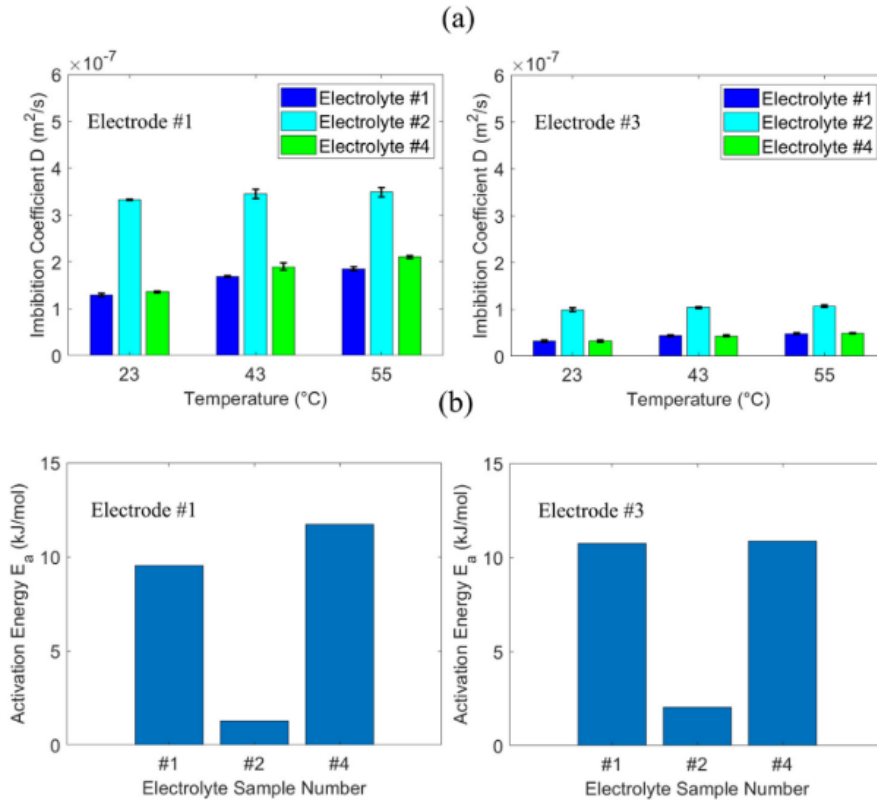 (a)
×10⁻⁷
6
5
4
3
2
1
0
Imbibition Coefficient D (m²/s)
Electrode #1
Electrolyte #1
Electrolyte #2
Electrolyte #4
23
43
55
Temperature (°C)
×10⁻⁷
6
5
4
3
2
1
0
Imbibition Coefficient D (m²/s)
Electrode #3
Electrolyte #1
Electrolyte #2
Electrolyte #4
23
43
55
Temperature (°C)
(b)
15
10
5
0
Activation Energy Eₐ (kJ/mol)
Electrode #1
#1
#2
#4
Electrolyte Sample Number
15
10
5
0
Activation Energy Eₐ (kJ/mol)
Electrode #3
#1
#2
#4
Electrolyte Sample Number